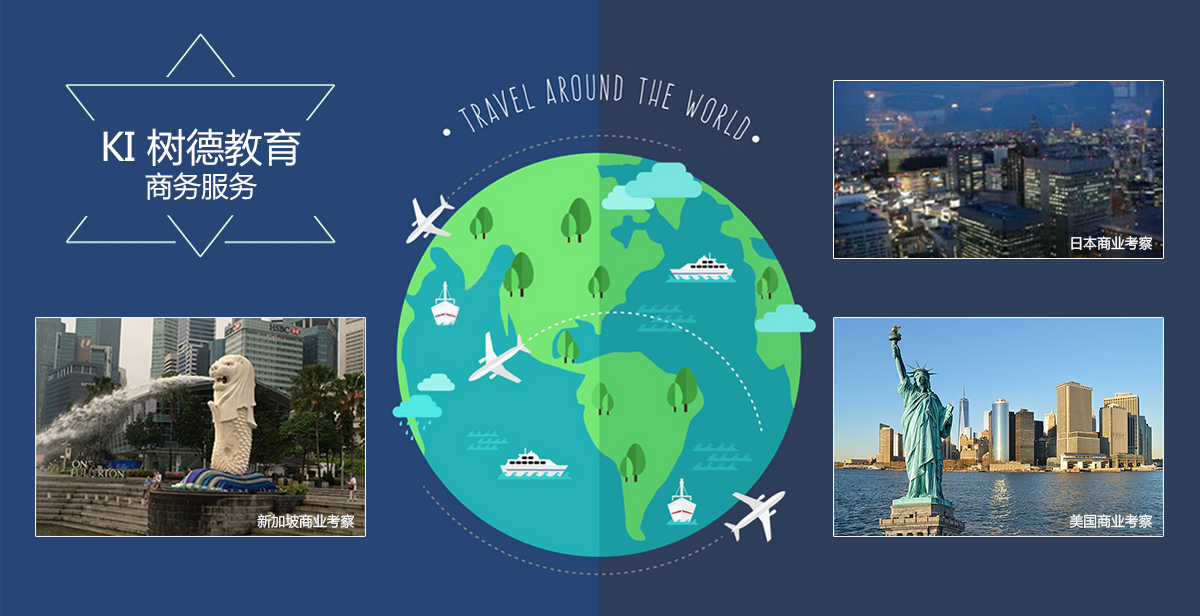 KI 树德教育
商务服务
TRAVEL AROUND THE WORLD
日本商业考察
HSBC
ONE
FULLERTON
新加坡商业考察
美国商业考察